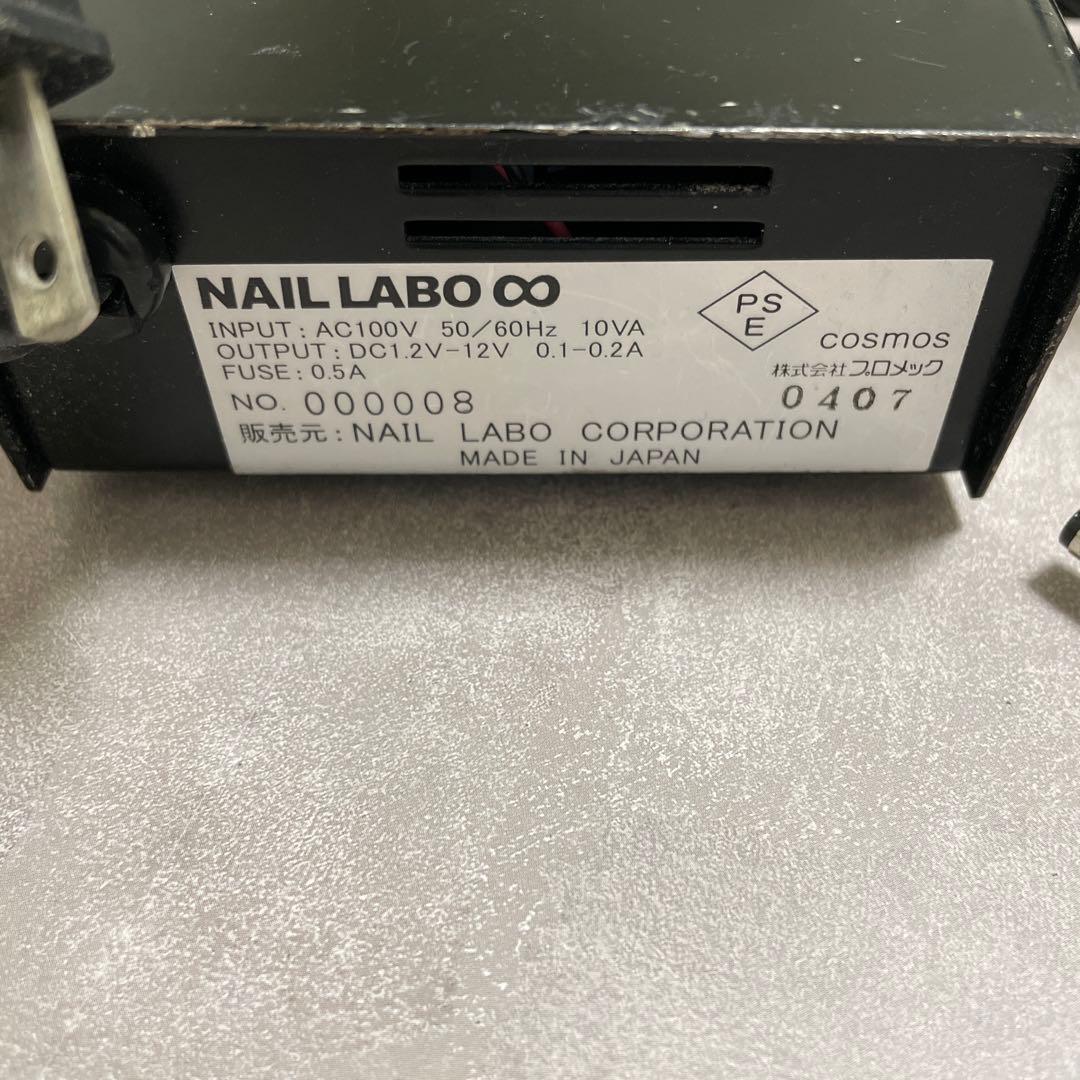 NAIL LABO ∞
INPUT : AC100V 50/60Hz 10VA
OUTPUT : DC1.2V-12V 0.1-0.2A
FUSE : 0.5A
NO. 000008
PS
E
cosmos
株式会社プロメック
0407
販売元 : NAIL LABO CORPORATION
MADE IN JAPAN